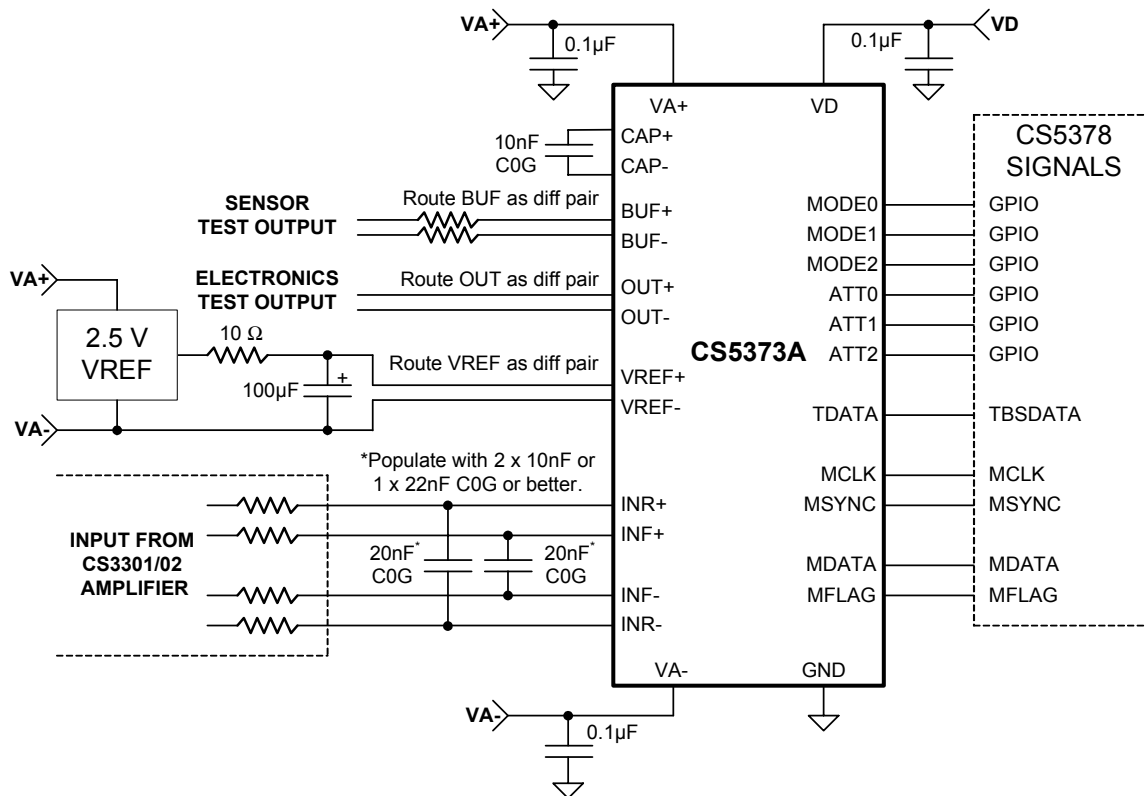 VA+
0.1µF
0.1µF
VD
VA+
VD
10nF
C0G
CAP+
CAP-
SENSOR
TEST OUTPUT
Route BUF as diff pair
BUF+
BUF-
ELECTRONICS
TEST OUTPUT
Route OUT as diff pair
OUT+
OUT-
VA+
2.5 V
VREF
10 Ω
100µF
+
Route VREF as diff pair
VREF+
VREF-
VA-
*Populate with 2 x 10nF or
1 x 22nF C0G or better.
INPUT FROM
CS3301/02
AMPLIFIER
20nF*
C0G
20nF*
C0G
INR+
INF+
INF-
INR-
CS5373A
MODE0
MODE1
MODE2
ATT0
ATT1
ATT2
TDATA
MCLK
MSYNC
MDATA
MFLAG
CS5378
SIGNALS
GPIO
GPIO
GPIO
GPIO
GPIO
GPIO
TBSDATA
MCLK
MSYNC
MDATA
MFLAG
VA-
GND
VA-
0.1µF